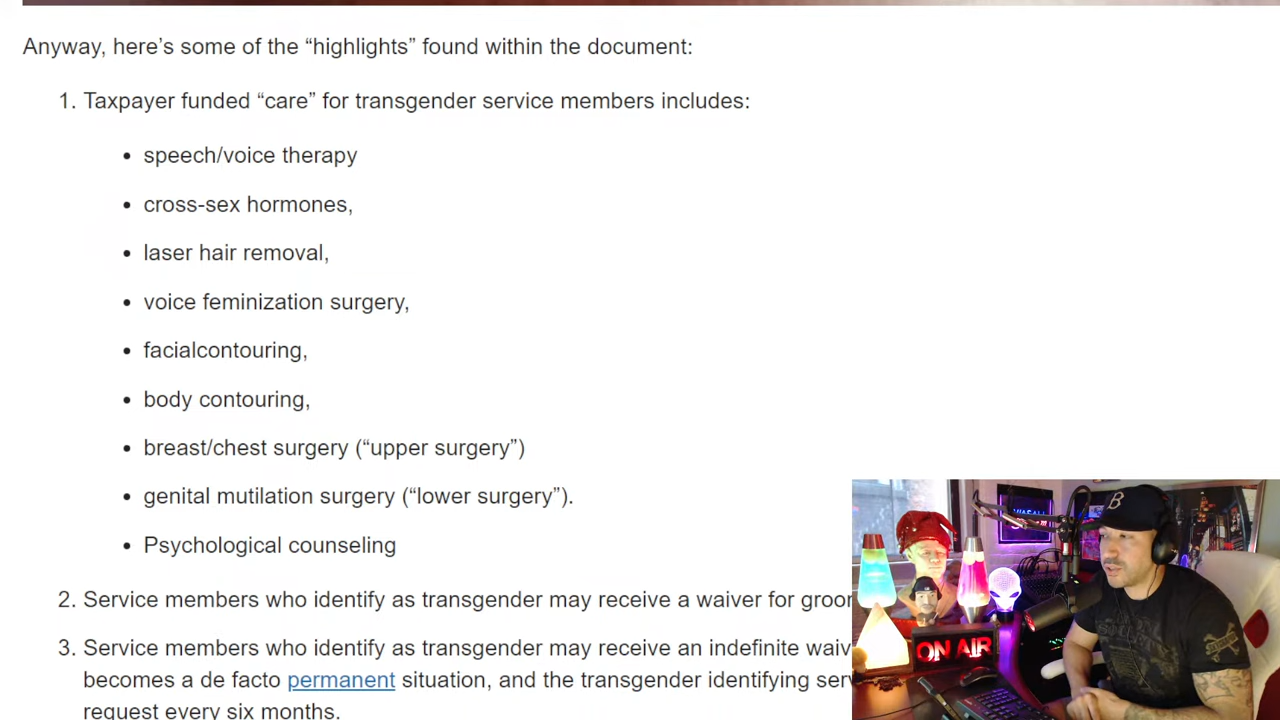 Anyway, here’s some of the “highlights” found within the document:
1. Taxpayer funded “care” for transgender service members includes:
• speech/voice therapy
• cross-sex hormones,
• laser hair removal,
• voice feminization surgery,
• facialcontouring,
• body contouring,
• breast/chest surgery (“upper surgery”)
• genital mutilation surgery (“lower surgery”).
• Psychological counseling
2. Service members who identify as transgender may receive a waiver for groor
3. Service members who identify as transgender may receive an indefinite waiv
becomes a de facto permanent situation, and the transgender identifying serv
request every six months.
B
ON AIR